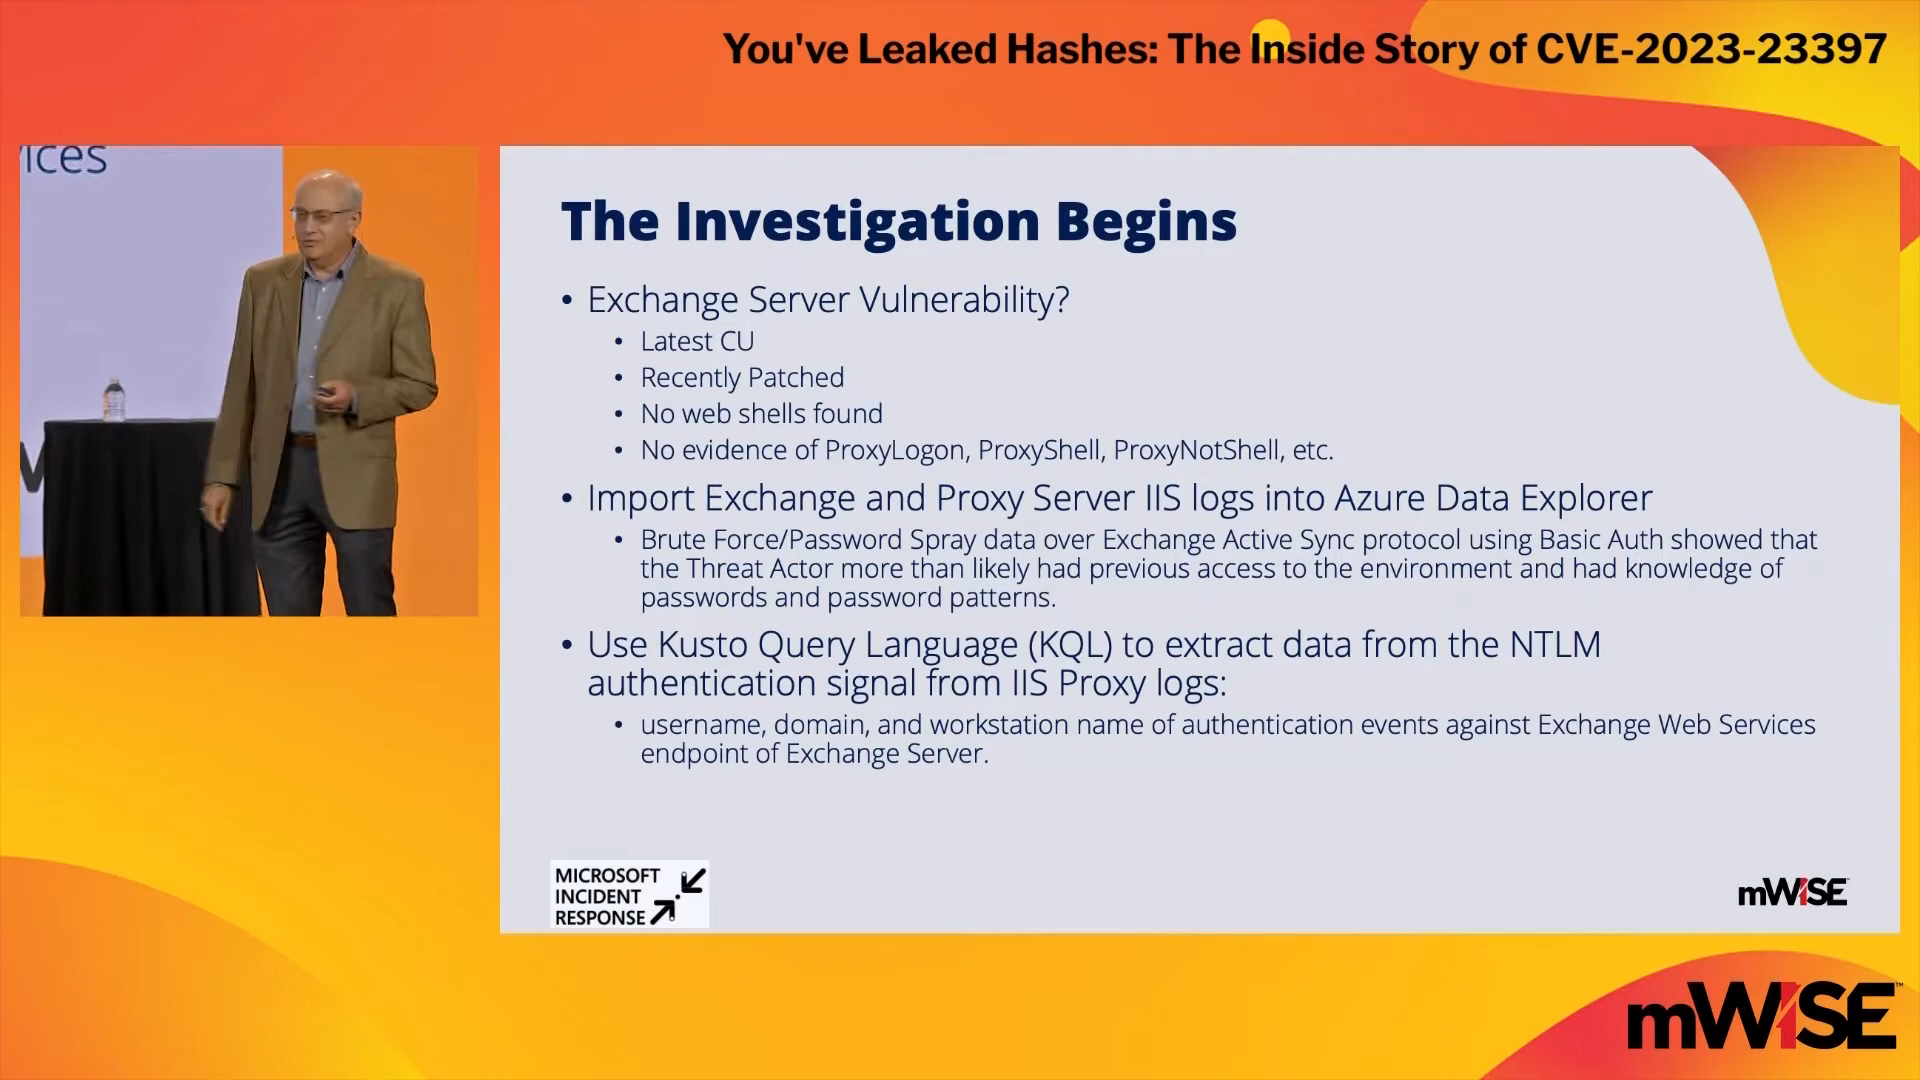 You've Leaked Hashes: The Inside Story of CVE-2023-23397
ices
The Investigation Begins
• Exchange Server Vulnerability?
• Latest CU
• Recently Patched
• No web shells found
• No evidence of ProxyLogon, ProxyShell, ProxyNotShell, etc.
• Import Exchange and Proxy Server IIS logs into Azure Data Explorer
• Brute Force/Password Spray data over Exchange Active Sync protocol using Basic Auth showed that
the Threat Actor more than likely had previous access to the environment and had knowledge of
passwords and password patterns.
• Use Kusto Query Language (KQL) to extract data from the NTLM
authentication signal from IIS Proxy logs:
• username, domain, and workstation name of authentication events against Exchange Web Services
endpoint of Exchange Server.
MICROSOFT
INCIDENT
RESPONSE
mWISE
mWISE™